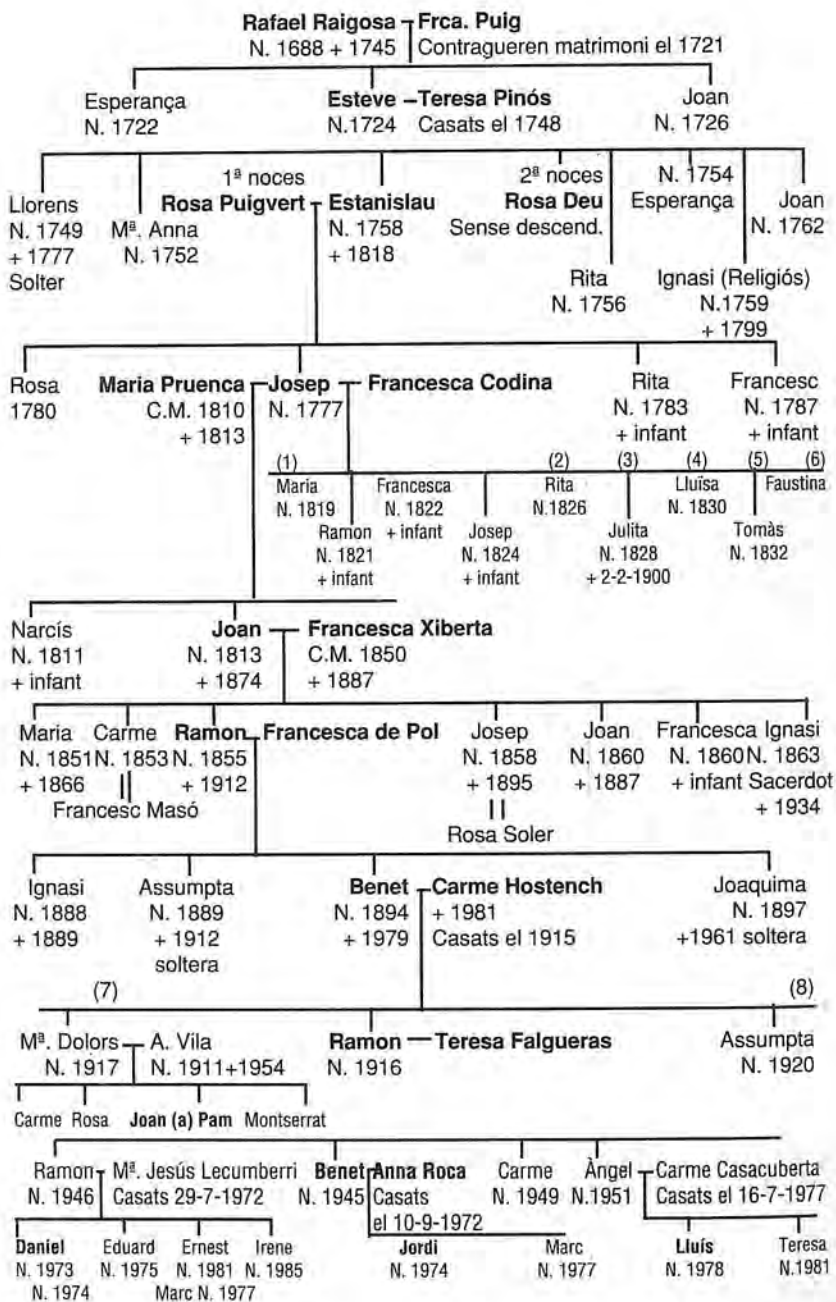 Rafael Raigosa Frca. Puig
N. 1688 + 1745 Contragueren matrimoni el 1721
Esperança Esteve Teresa Pinós Joan
N. 1722 N.1724 Casats el 1748 N. 1726
1ª noces 2ª noces N. 1754
Llorens Rosa Puigvert Estanislau Rosa Deu Esperança Joan
N. 1749 Mª. Anna N. 1758 Sense descend. N. 1762
+ 1777 N. 1752 + 1818
Solter Rita Ignasi (Religiós)
N. 1756 N.1759
+ 1799
Rosa Maria Pruenca Josep Francesca Codina Rita Francesc
1780 C.M. 1810 N. 1777 N. 1783 N. 1787
+ 1813 + infant + infant
(1) (2) (3) (4) (5) (6)
Maria Francesca Rita Lluïsa Faustina
N. 1819 N. 1822 N.1826 N. 1830
Ramon + infant Josep Julita Tomàs
N. 1821 N. 1824 N. 1828 N. 1832
+ infant + infant + 2-2-1900
Narcís Joan Francesca Xiberta
N. 1811 N. 1813 C.M. 1850
+ infant + 1874 + 1887
Maria Carme Ramon Francesca de Pol Josep Joan Francesca Ignasi
N. 1851 N. 1853 N. 1855 N. 1858 N. 1860 N. 1860 N. 1863
+ 1866 + 1912 + 1895 + 1887 + infant Sacerdot
Francesc Masó + 1934
Rosa Soler
Ignasi Assumpta Benet Carme Hostench Joaquima
N. 1888 N. 1889 N. 1894 + 1981 N. 1897
+ 1889 + 1912 + 1979 Casats el 1915 +1961 soltera
soltera
(7) (8)
Mª. Dolors A. Vila Ramon Teresa Falgueras Assumpta
N. 1917 N. 1911+1954 N. 1916 N. 1920
Carme Rosa Joan (a) Pam Montserrat
Ramon Mª. Jesús Lecumberri Benet Anna Roca Carme Àngel Carme Casacuberta
N. 1946 Casats 29-7-1972 N. 1945 Casats N. 1949 N.1951 Casats el 16-7-1977
el 10-9-1972
Daniel Eduard Ernest Irene Jordi Marc Lluís Teresa
N. 1973 N. 1975 N. 1981 N. 1985 N. 1974 N. 1977 N. 1978 N.1981
N. 1974 Marc N. 1977